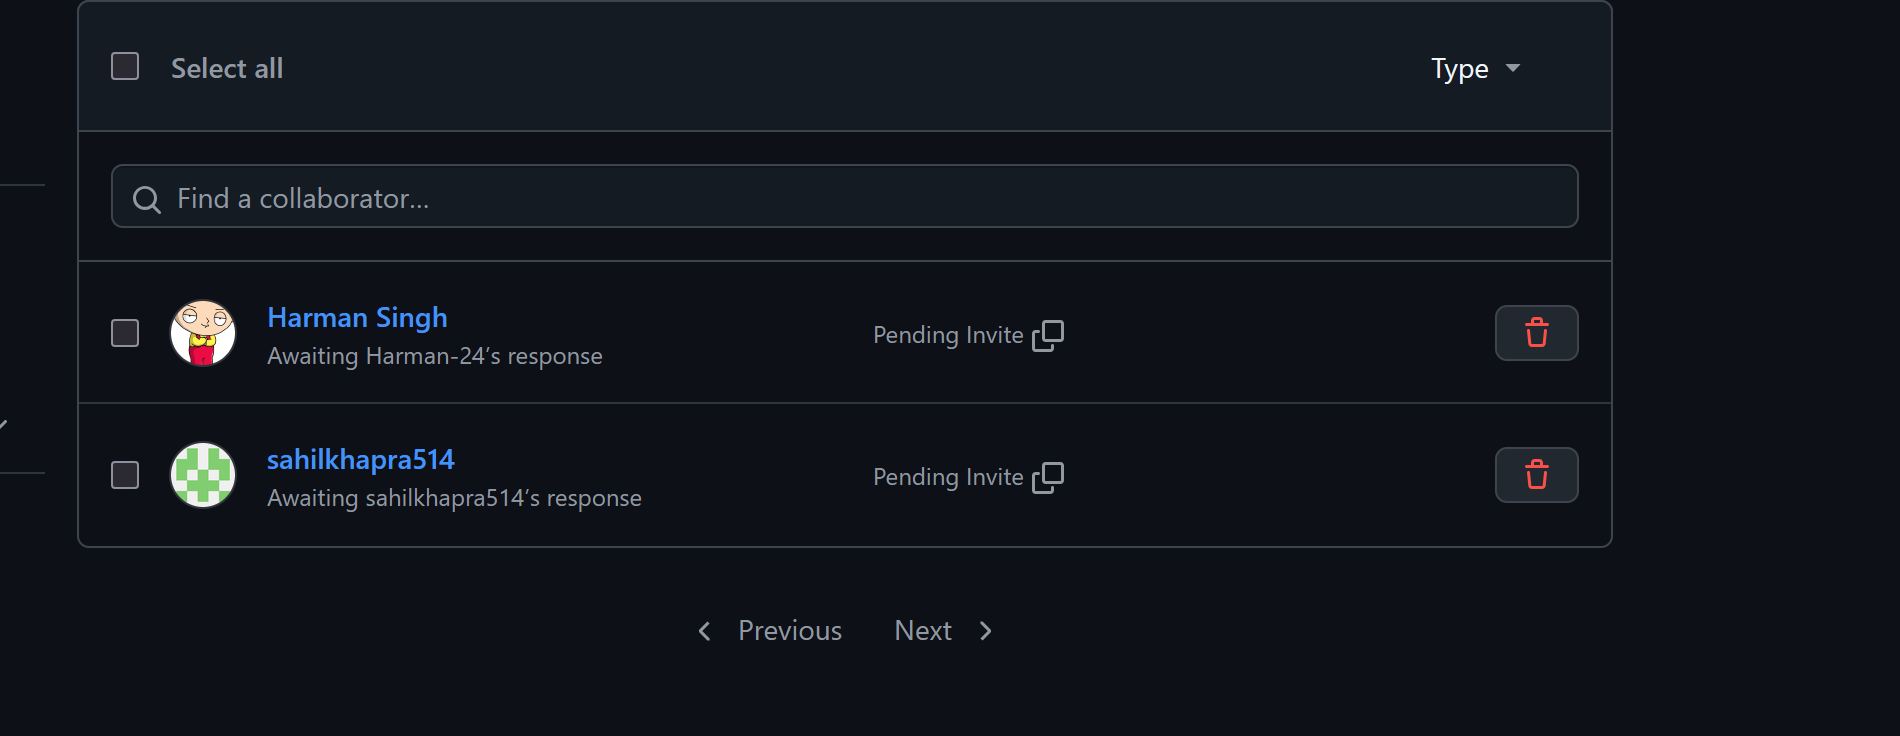 Select all
Type
Find a collaborator...
Harman Singh
Awaiting Harman-24’s response
Pending Invite
sahilkhapra514
Awaiting sahilkhapra514’s response
Pending Invite
Previous
Next